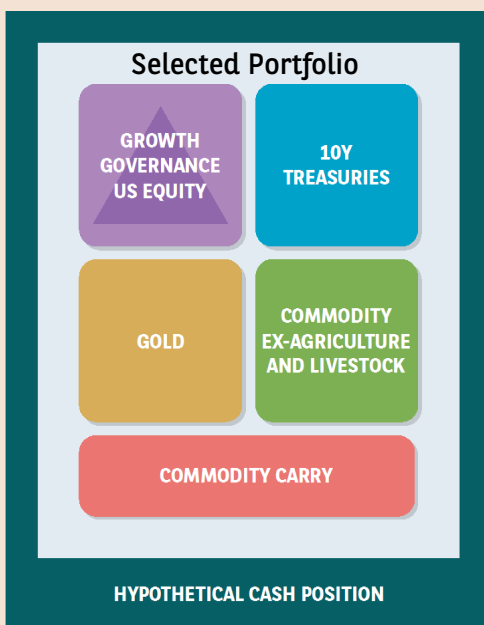 Selected Portfolio
GROWTH
GOVERNANCE
US EQUITY
10Y
TREASURIES
GOLD
COMMODITY
EX-AGRICULTURE
AND LIVESTOCK
COMMODITY CARRY
HYPOTHETICAL CASH POSITION